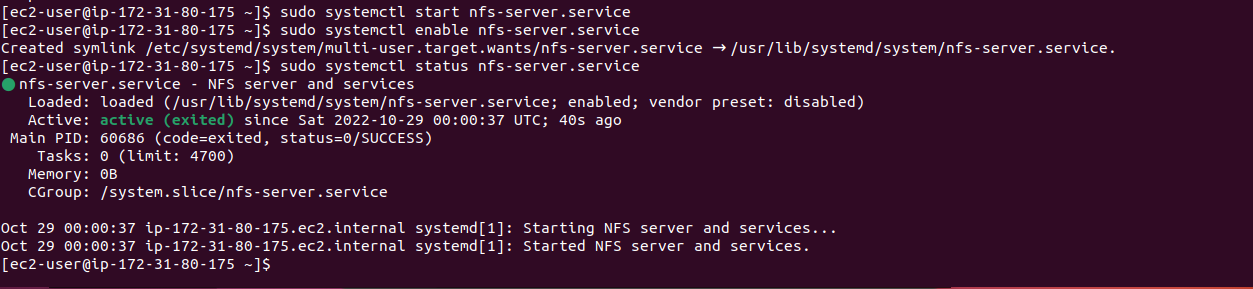 [ec2-user@ip-172-31-80-175 ~]$ sudo systemctl start nfs-server.service
[ec2-user@ip-172-31-80-175 ~]$ sudo systemctl enable nfs-server.service
Created symlink /etc/systemd/system/multi-user.target.wants/nfs-server.service → /usr/lib/systemd/system/nfs-server.service.
[ec2-user@ip-172-31-80-175 ~]$ sudo systemctl status nfs-server.service
● nfs-server.service - NFS server and services
   Loaded: loaded (/usr/lib/systemd/system/nfs-server.service; enabled; vendor preset: disabled)
   Active: active (exited) since Sat 2022-10-29 00:00:37 UTC; 40s ago
 Main PID: 60686 (code=exited, status=0/SUCCESS)
    Tasks: 0 (limit: 4700)
   Memory: 0B
   CGroup: /system.slice/nfs-server.service

Oct 29 00:00:37 ip-172-31-80-175.ec2.internal systemd[1]: Starting NFS server and services...
Oct 29 00:00:37 ip-172-31-80-175.ec2.internal systemd[1]: Started NFS server and services.
[ec2-user@ip-172-31-80-175 ~]$